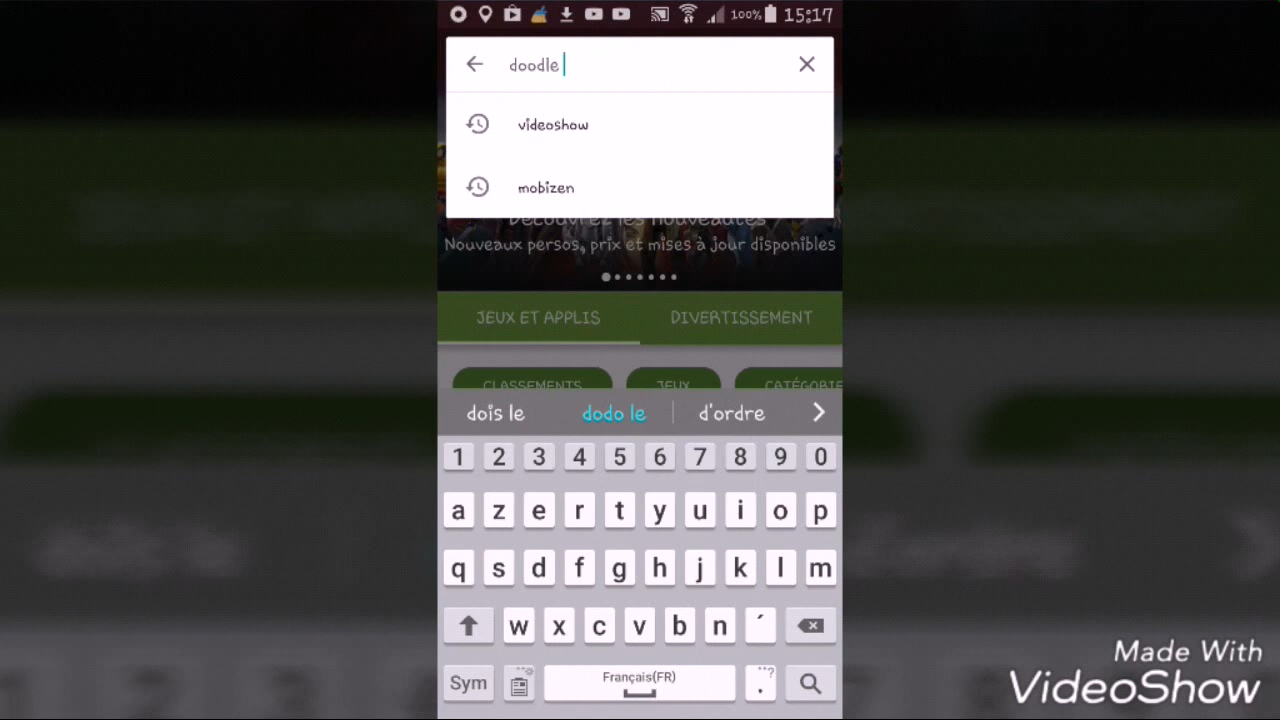 100% 15:17
doodle
videoshow
mobizen
Découvrez les nouveautés
Nouveaux persos, prix et mises à jour disponibles
JEUX ET APPLIS DIVERTISSEMENT
CLASSEMENTS JEUX CATÉGORIE
dois le dodo le d'ordre
1 2 3 4 5 6 7 8 9 0
a z e r t y u i o p
q s d f g h j k l m
w x c v b n ´
Sym Français(FR) . ?
Made With
VideoShow